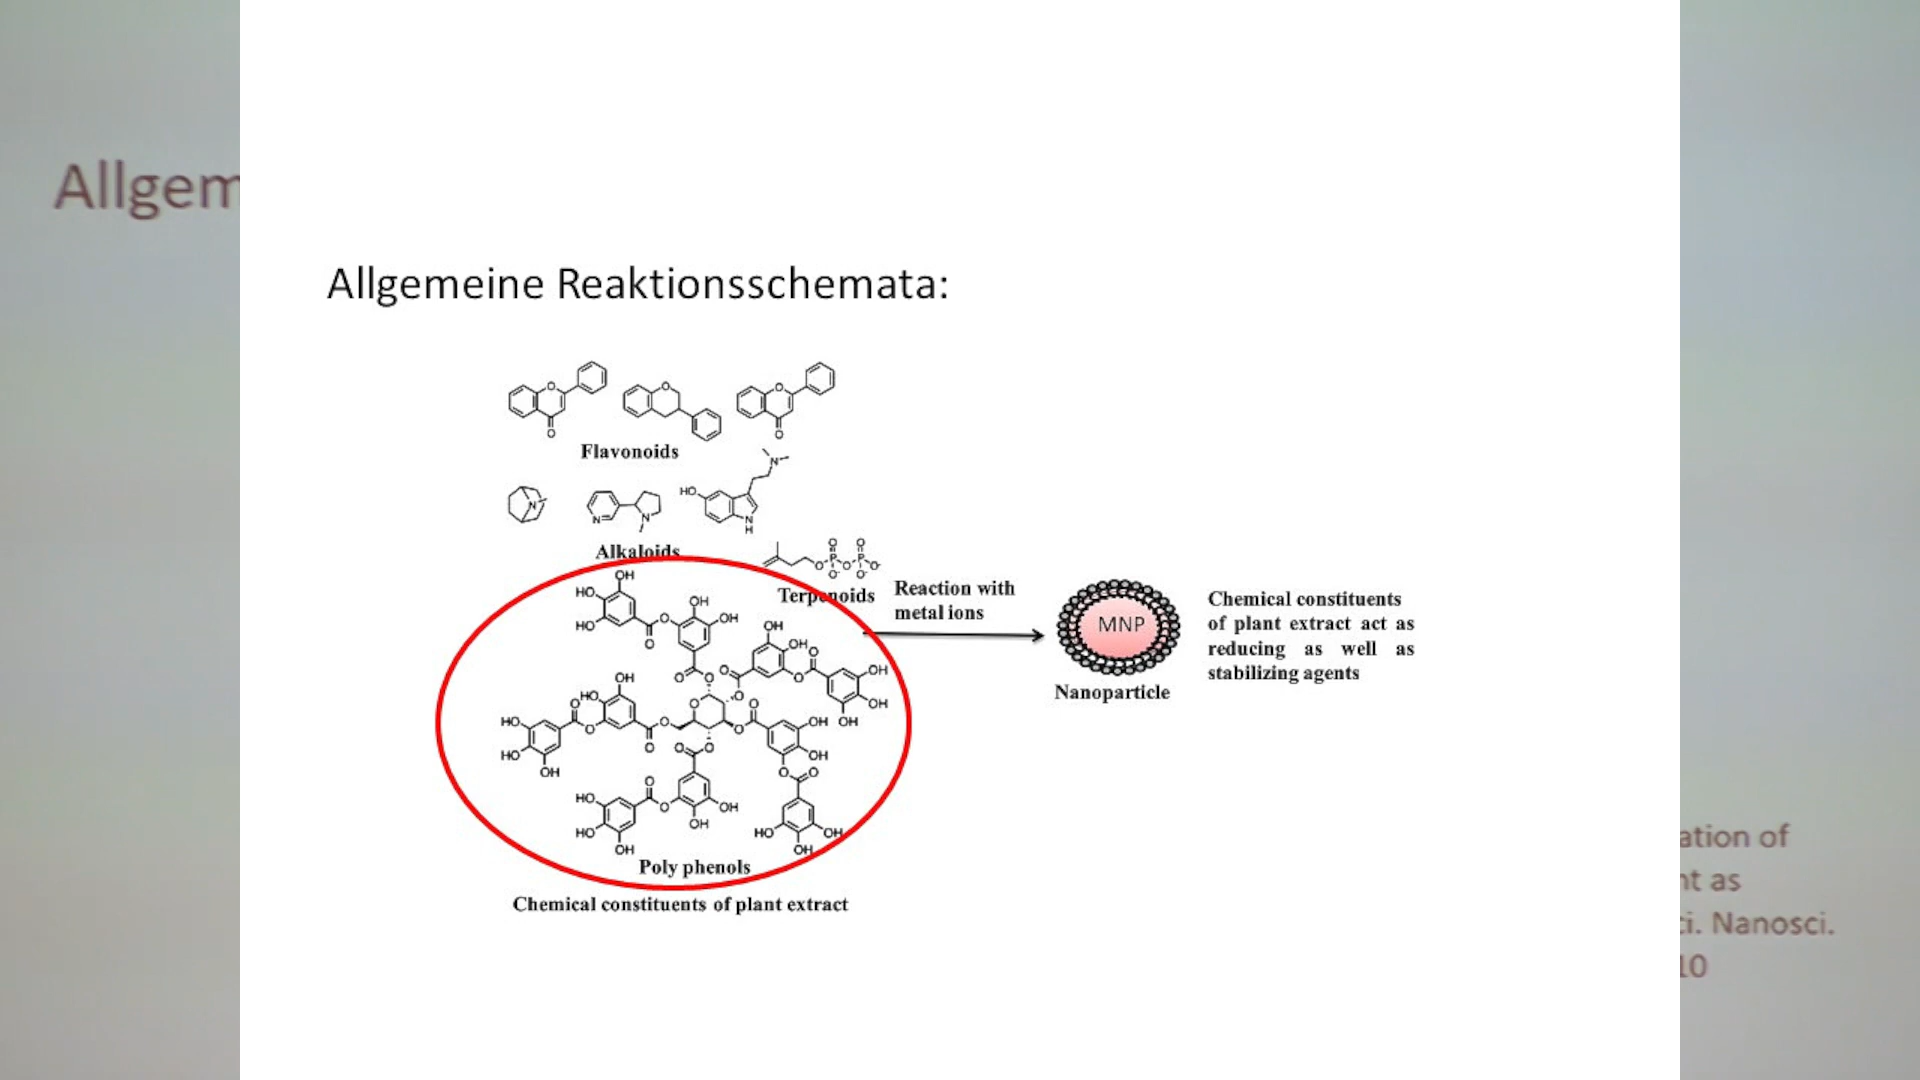 Allgem
Allgemeine Reaktionsschemata:
Flavonoids
Alkaloids
Terpenoids
Reaction with
metal ions
MNP
Nanoparticle
Chemical constituents
of plant extract act as
reducing as well as
stabilizing agents
Poly phenols
Chemical constituents of plant extract
ation of
nt as
ci. Nanosci.
10